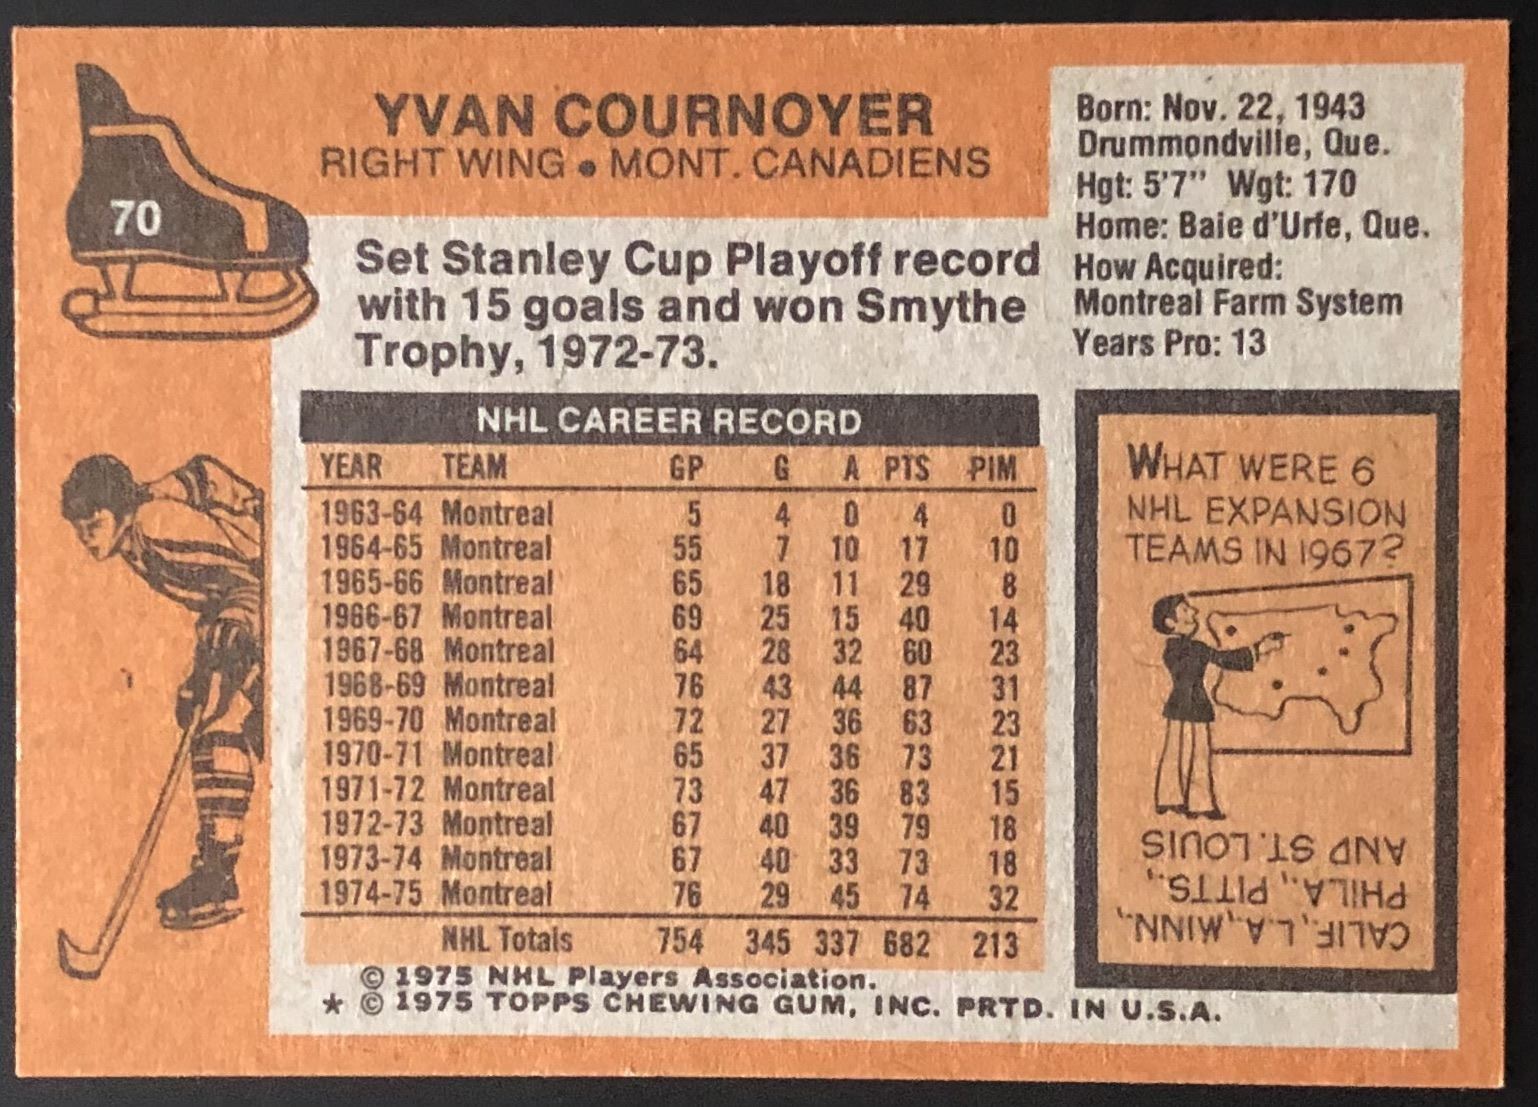 70
YVAN COURNOYER
RIGHT WING • MONT. CANADIENS
Set Stanley Cup Playoff record
with 15 goals and won Smythe
Trophy, 1972-73.
Born: Nov. 22, 1943
Drummondville, Que.
Hgt: 5'7" Wgt: 170
Home: Baie d'Urfe, Que.
How Acquired:
Montreal Farm System
Years Pro: 13
NHL CAREER RECORD
YEAR TEAM GP G A PTS PIM
1963-64 Montreal 5 4 0 4 0
1964-65 Montreal 55 7 10 17 10
1965-66 Montreal 65 18 11 29 8
1966-67 Montreal 69 25 15 40 14
1967-68 Montreal 64 28 32 60 23
1968-69 Montreal 76 43 44 87 31
1969-70 Montreal 72 27 36 63 23
1970-71 Montreal 65 37 36 73 21
1971-72 Montreal 73 47 36 83 15
1972-73 Montreal 67 40 39 79 18
1973-74 Montreal 67 40 33 73 18
1974-75 Montreal 76 29 45 74 32
NHL Totals 754 345 337 682 213
© 1975 NHL Players Association.
★ © 1975 TOPPS CHEWING GUM, INC. PRTD. IN U.S.A.
WHAT WERE 6
NHL EXPANSION
TEAMS IN 1967?
CALIF., L.A., MINN.,
PHILA., PITTS.,
AND ST. LOUIS